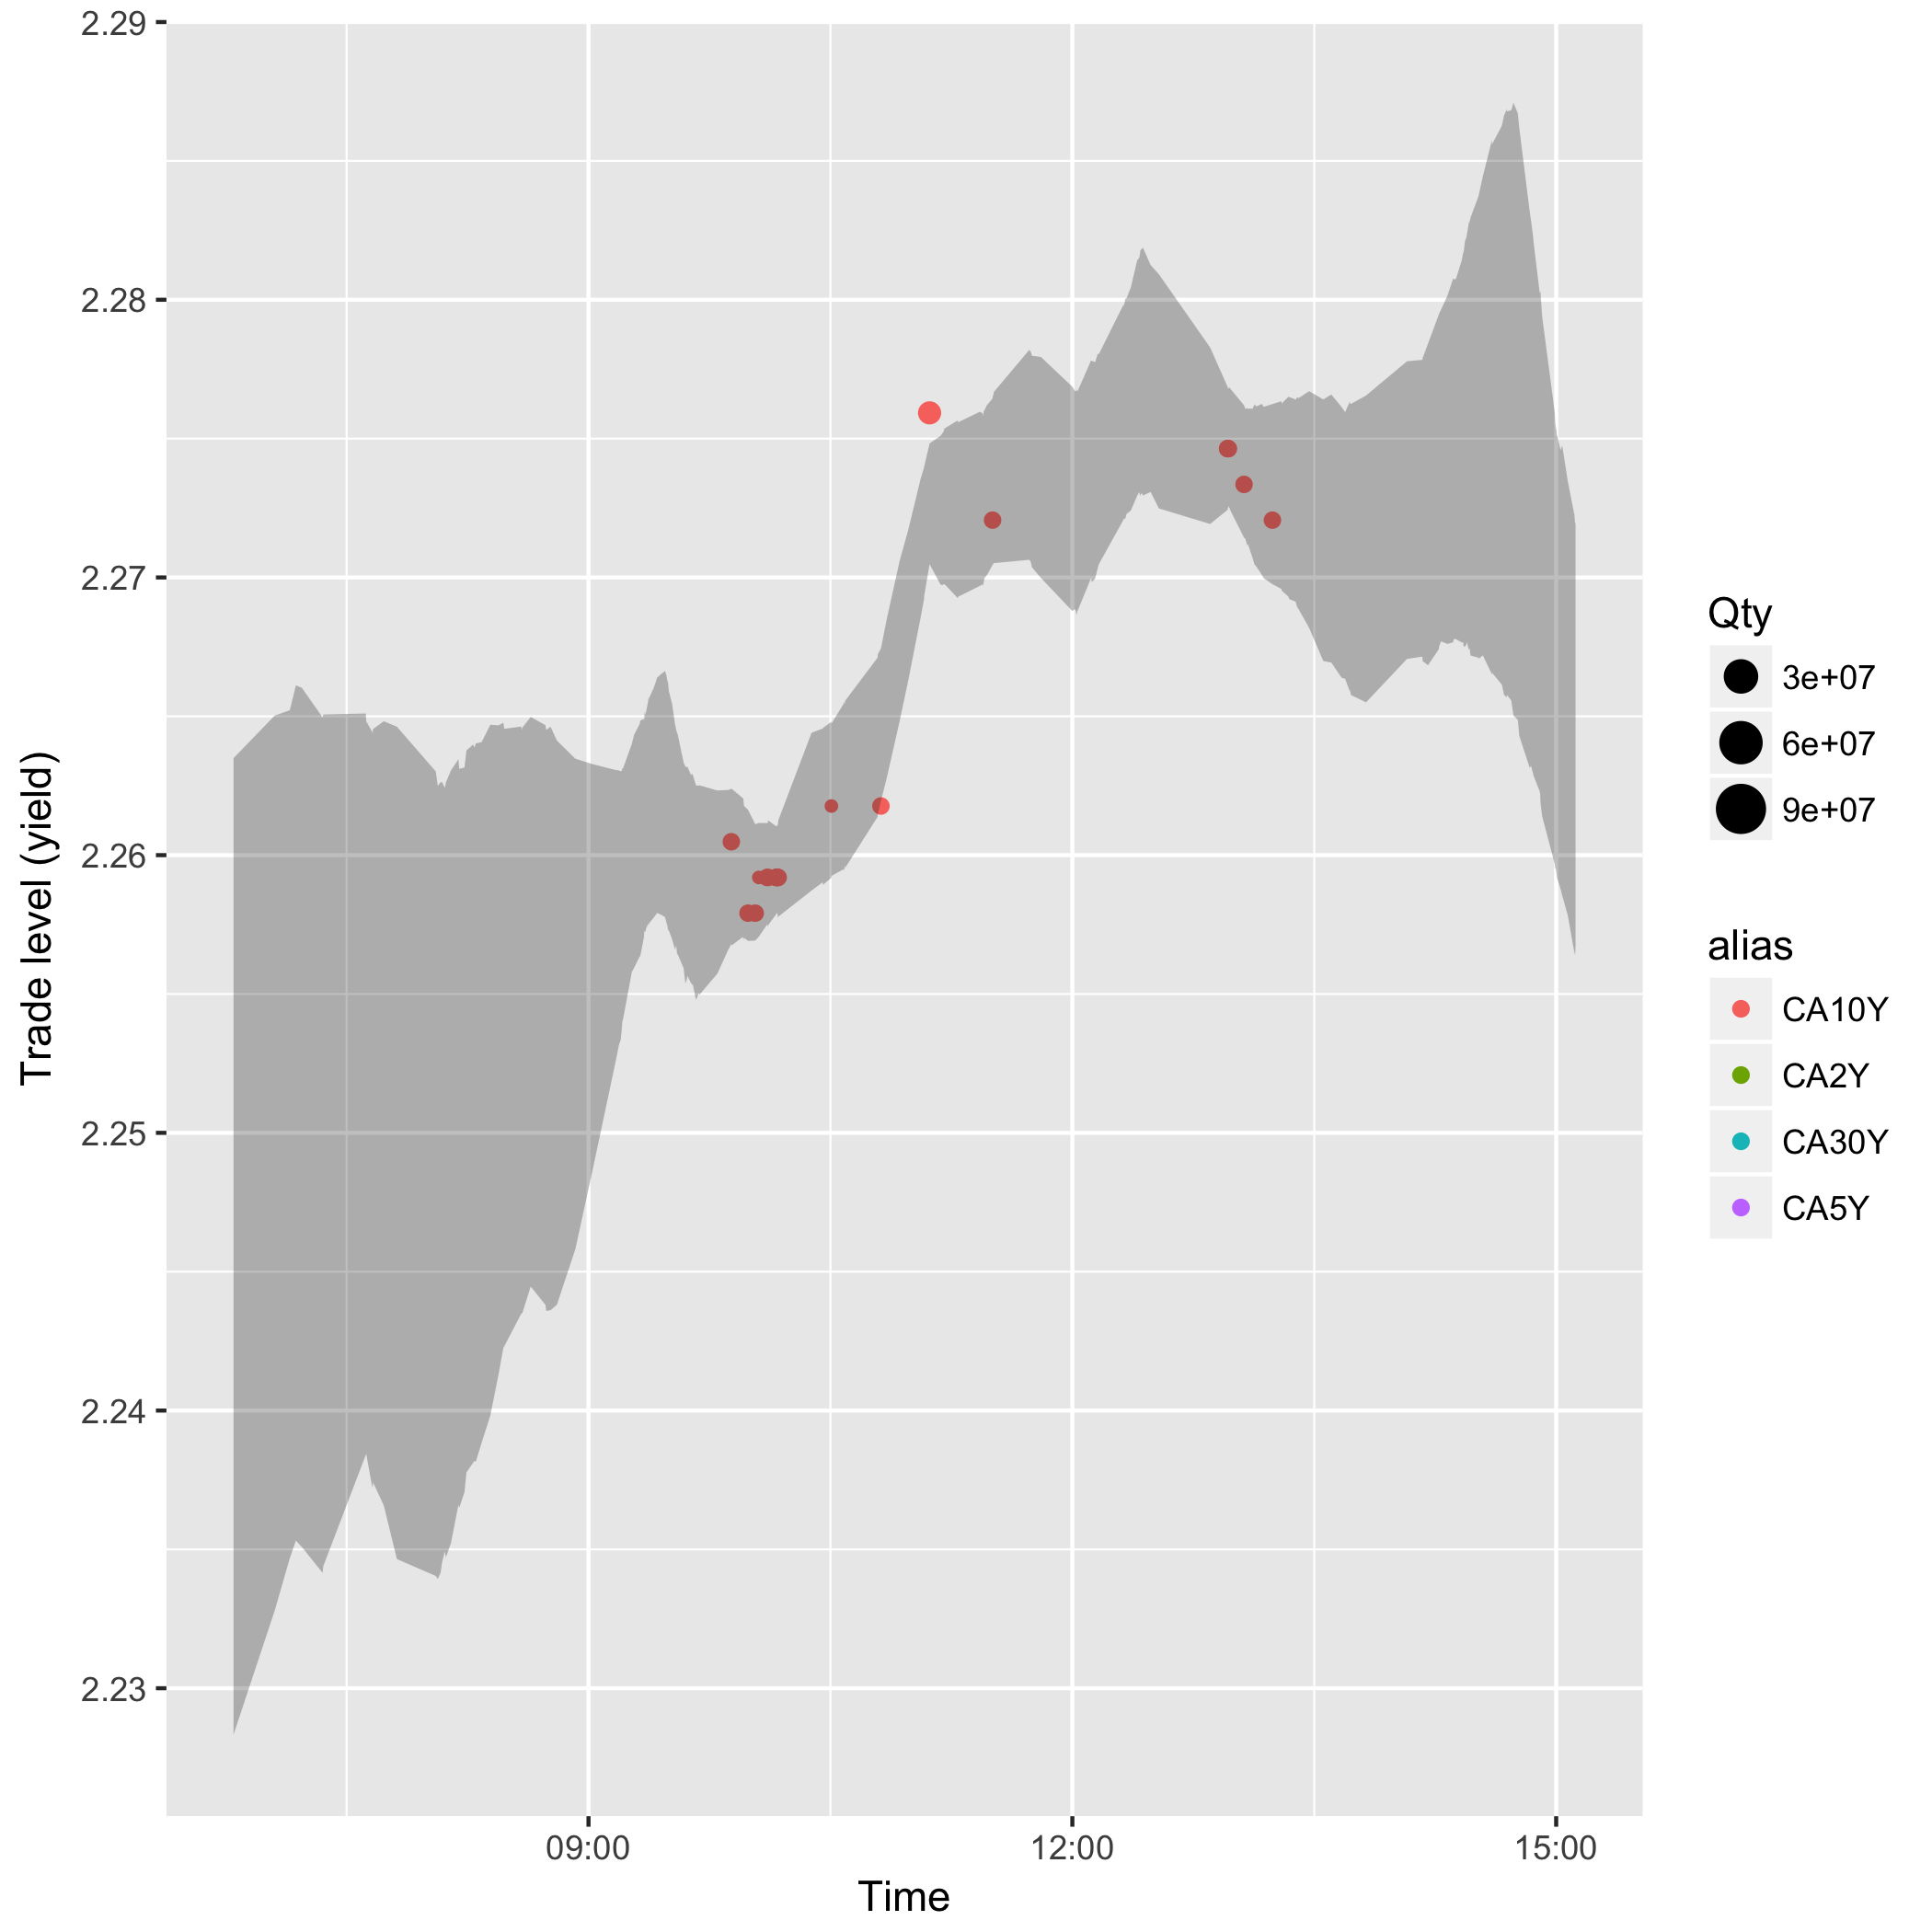 2.29
2.28
2.27
2.26
2.25
2.24
2.23
Trade level (yield)
09:00
12:00
15:00
Time
Qty
3e+07
6e+07
9e+07
alias
CA10Y
CA2Y
CA30Y
CA5Y